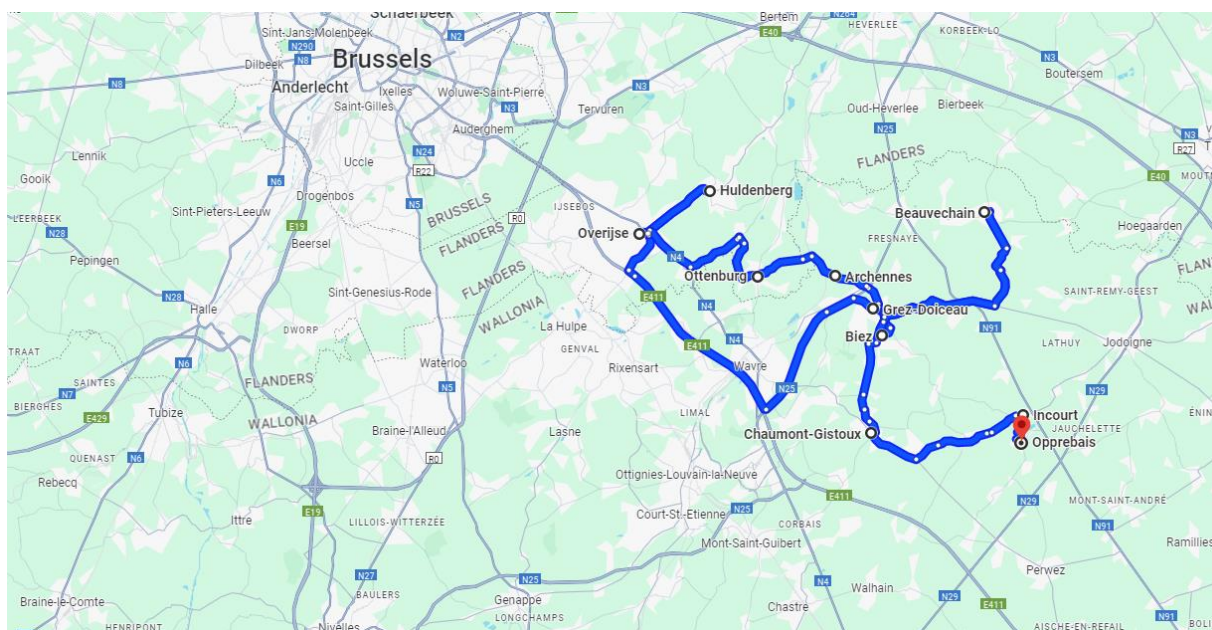 Schaerbeek
Bertem
N264
HEVERLEE
KORBEEK-LO
Sint-Jans-Molenbeek
N290
N2
E40
N3
Dilbeek
N8
Brussels
Boutersem
N8
Anderlecht
Ixelles
Woluwe-Saint-Pierre
N3
Saint-Gilles
N3
Tervuren
Oud-Heverlee
Bierbeek
Auderghem
N25
N3
Lennik
N24
R27
Uccle
R22
FLANDERS
Gooik
N6
E40
Drogenbos
N5
Huldenberg
Sint-Pieters-Leeuw
BRUSSELS
R0
IJSEBOS
Beauvechain
LEERBEEK
E19
FLANDERS
Hoegaarden
N28
Beersel
Overijse
N4
FRESNAYE
Pepingen
FLANDERS
Ottenburg
Archennes
N28
Sint-Genesius-Rode
E411
SAINT-REMY-GEEST
Halle
WALLONIA
N4
Grez-Doiceau
WALLONIA
DWORP
La Hulpe
N91
N6
N4
Biez
GENVAL
E411
LATHUY
Jodoigne
Waterloo
Rixensart
Wavre
SAINTES
FLANDERS
N5
N25
N29
N7
BIERGHES
Tubize
WALLONIA
LIMAL
Incourt
E429
Braine-l'Alleud
Lasne
Chaumont-Gistoux
JAUCHELETTE
Opprebais
N6
R0
QUENAST
Ottignies-Louvain-la-Neuve
Rebecq
E411
N29
MONT-SAINT-ANDRÉ
E19
N25
Court-St.-Etienne
Ittre
LILLOIS-WITTERZÉE
CORBAIS
N91
Mont-Saint-Guibert
Ramillies
N27
N25
Perwez
BAULERS
N4
Walhain
Braine-le-Comte
Genappe
E411
N29
Chastre
LONGCHAMPS
HENRIPONT
Nivelles
N91
AISCHE-EN-REFAIL